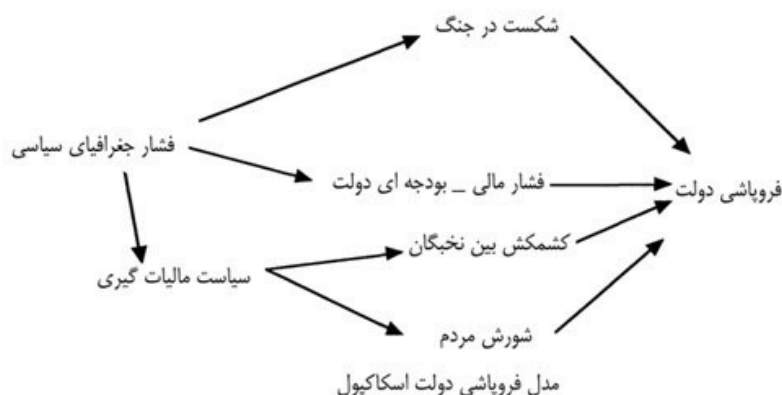 شکست در جنگ
فشار جغرافیای سیاسی
فشار مالی _ بودجه ای دولت
فروپاشی دولت
کشمکش بین نخبگان
سیاست مالیات گیری
شورش مردم
مدل فروپاشی دولت اسکاکپول